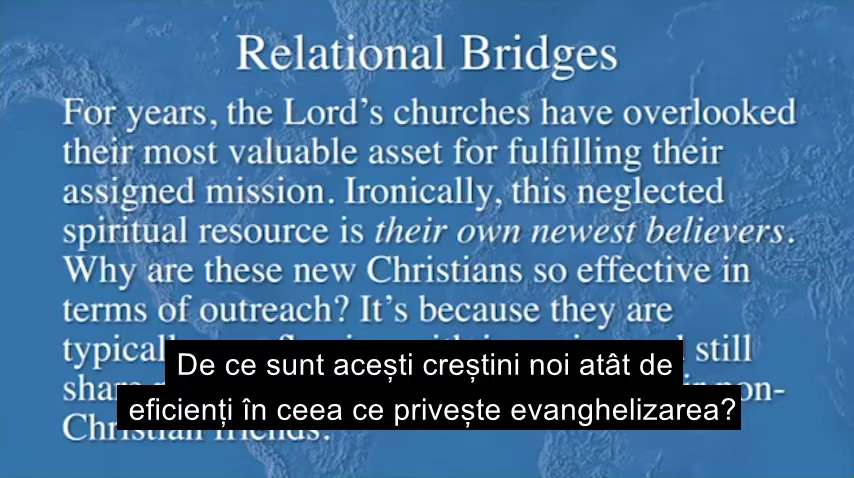 Relational Bridges
For years, the Lord's churches have overlooked
their most valuable asset for fulfilling their
assigned mission. Ironically, this neglected
spiritual resource is their own newest believers.
Why are these new Christians so effective in
terms of outreach? It's because they are
still
De ce sunt acești creștini noi atât de
eficienți în ceea ce privește evanghelizarea?
Christian friends.